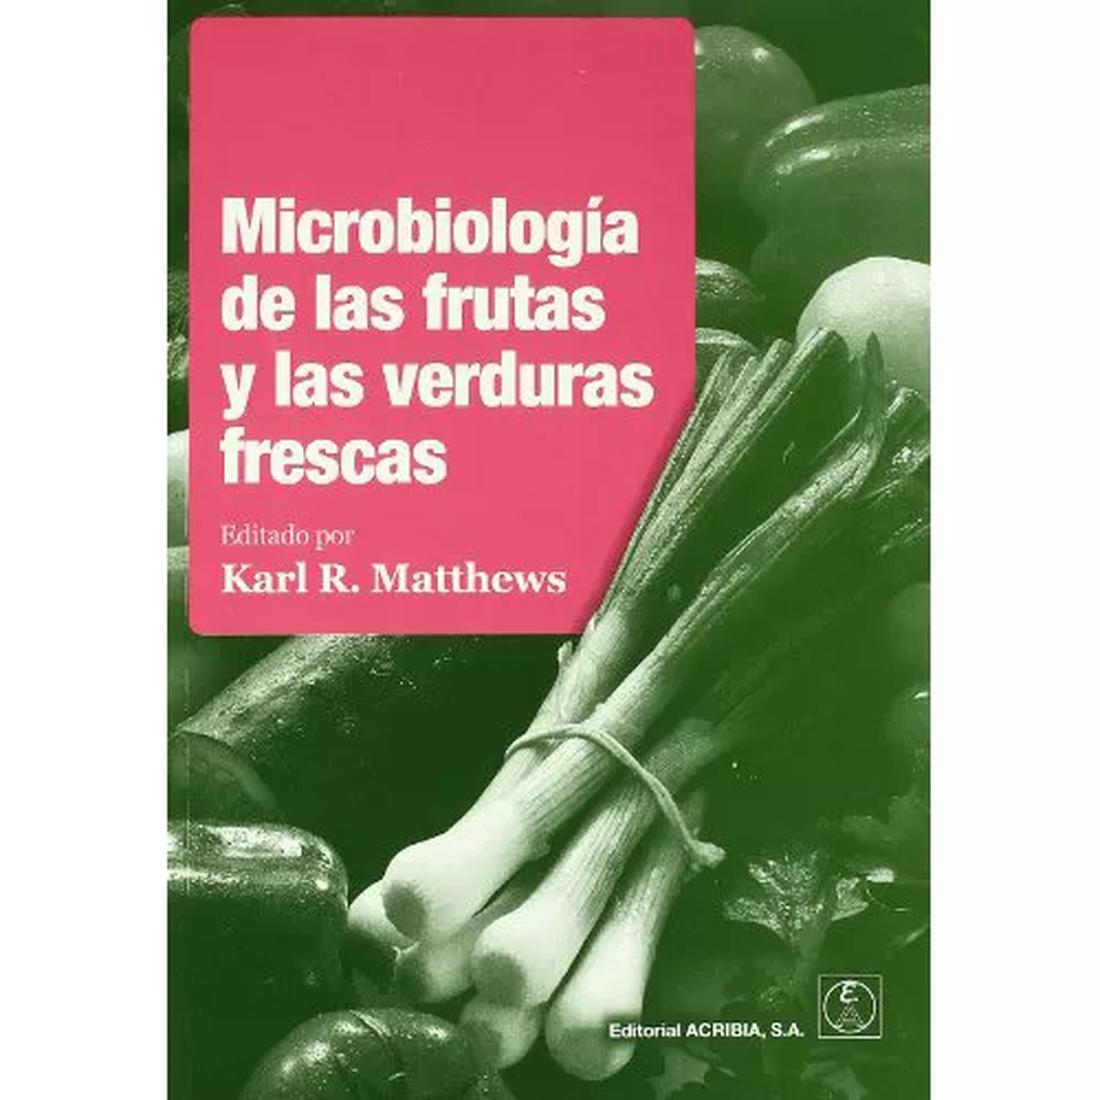 Microbiología
de las frutas
y las verduras
frescas
Editado por
Karl R. Matthews
Editorial ACRIBIA, S.A.